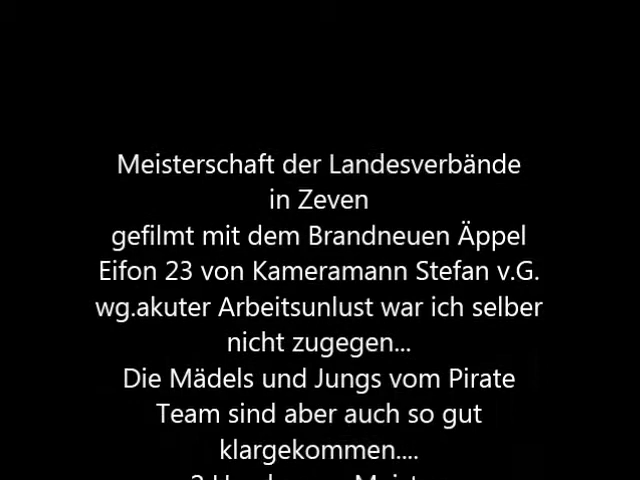 Meisterschaft der Landesverbände
in Zeven
gefilmt mit dem Brandneuen Äppel
Eifon 23 von Kameramann Stefan v.G.
wg.akuter Arbeitsunlust war ich selber
nicht zugegen...
Die Mädels und Jungs vom Pirate
Team sind aber auch so gut
klargekommen....